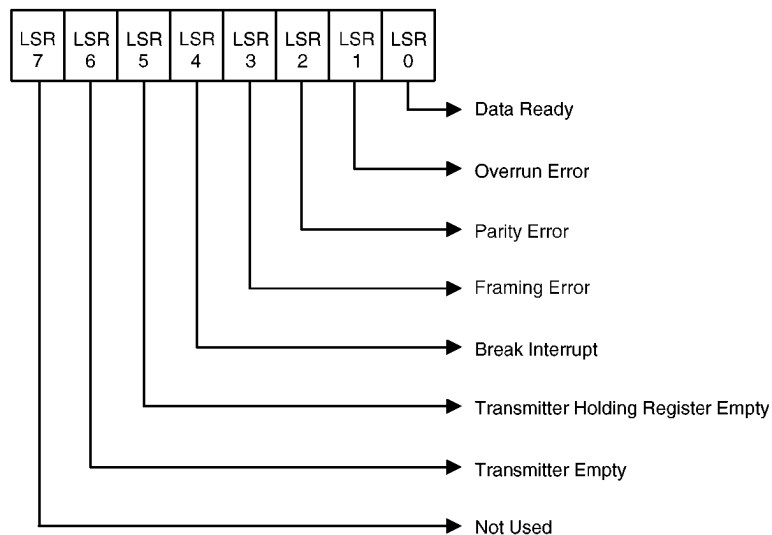 LSR LSR LSR LSR LSR LSR LSR LSR
7 6 5 4 3 2 1 0
Data Ready
Overrun Error
Parity Error
Framing Error
Break Interrupt
Transmitter Holding Register Empty
Transmitter Empty
Not Used